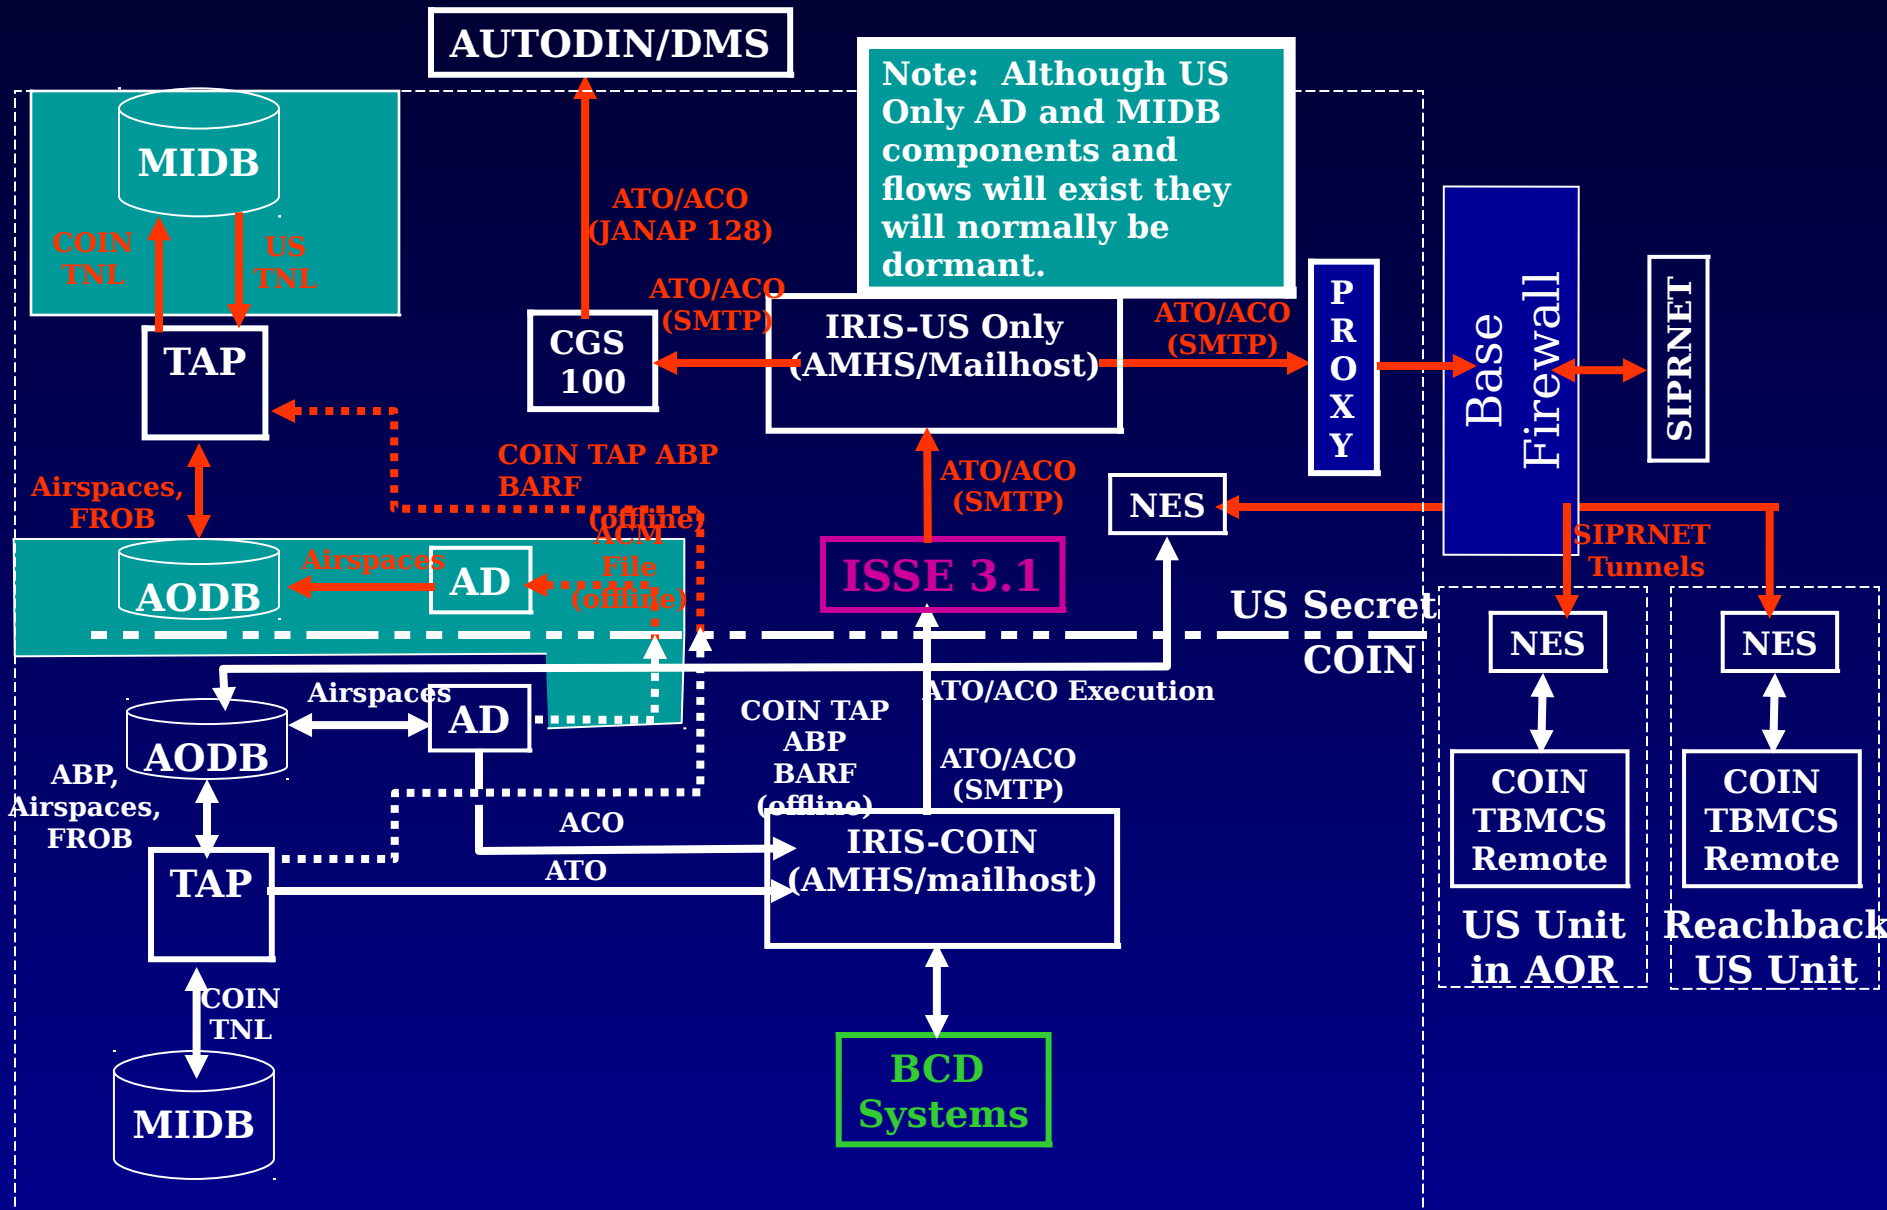 AUTODIN/DMS
Note:  Although US
Only AD and MIDB
components and
flows will exist they
will normally be
dormant.
MIDB
COIN
TNL
US
TNL
ATO/ACO
(JANAP 128)
ATO/ACO
(SMTP)
TAP
CGS
100
IRIS-US Only
(AMHS/Mailhost)
ATO/ACO
(SMTP)
P
R
O
X
Y
Base
Firewall
SIPRNET
Airspaces,
FROB
COIN TAP ABP
BARF
(offline)
ATO/ACO
(SMTP)
NES
ACM
File
(offline)
Airspaces
AODB
AD
ISSE 3.1
SIPRNET
Tunnels
US Secret
COIN
NES
NES
Airspaces
AODB
AD
ATO/ACO Execution
COIN TAP
ABP
BARF
(offline)
ATO/ACO
(SMTP)
ABP,
Airspaces,
FROB
ACO
ATO
TAP
IRIS-COIN
(AMHS/mailhost)
COIN
TBMCS
Remote
COIN
TBMCS
Remote
US Unit
in AOR
Reachback
US Unit
COIN
TNL
MIDB
BCD
Systems